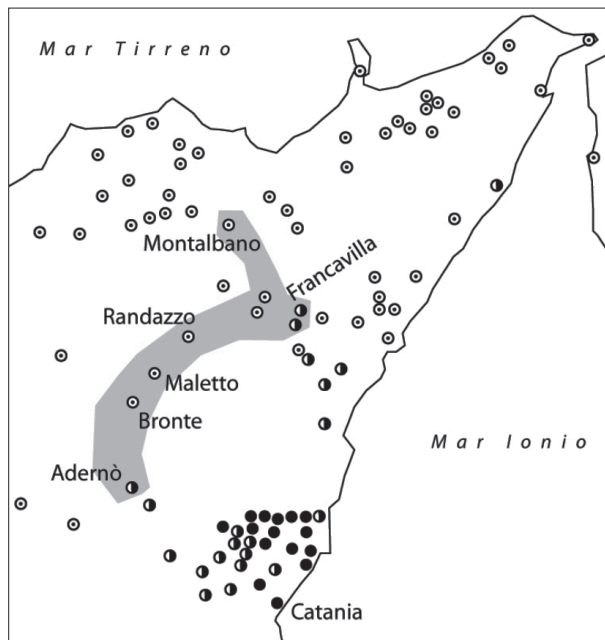 Mar Tirreno
Montalbano
Francavilla
Randazzo
Maletto
Bronte
Mar Ionio
Adernò
Catania